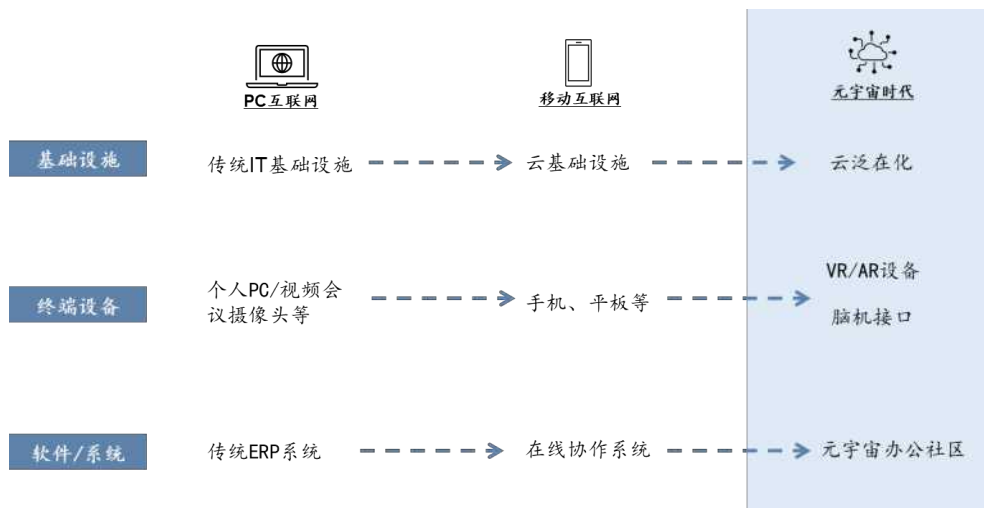 PC互联网
移动互联网
元宇宙时代
基础设施
传统IT基础设施
云基础设施
云泛在化
终端设备
个人PC/视频会
议摄像头等
手机、平板等
VR/AR设备
脑机接口
软件/系统
传统ERP系统
在线协作系统
元宇宙办公社区